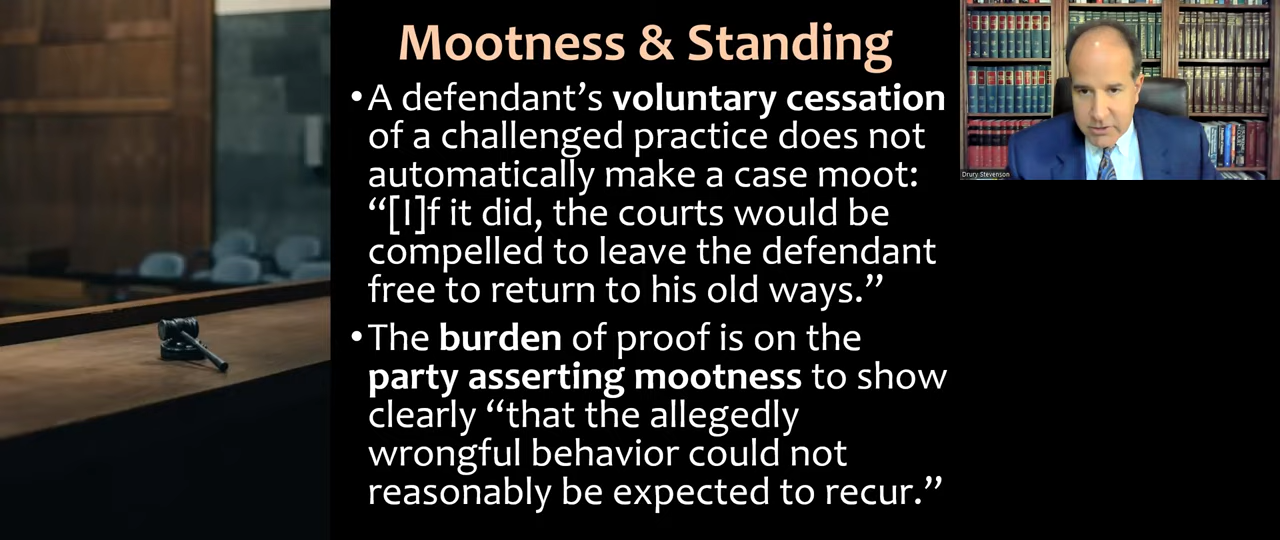 Mootness & Standing
•A defendant’s voluntary cessation
of a challenged practice does not
automatically make a case moot:
“[I]f it did, the courts would be
compelled to leave the defendant
free to return to his old ways.”
•The burden of proof is on the
party asserting mootness to show
clearly “that the allegedly
wrongful behavior could not
reasonably be expected to recur.”
Drury Stevenson